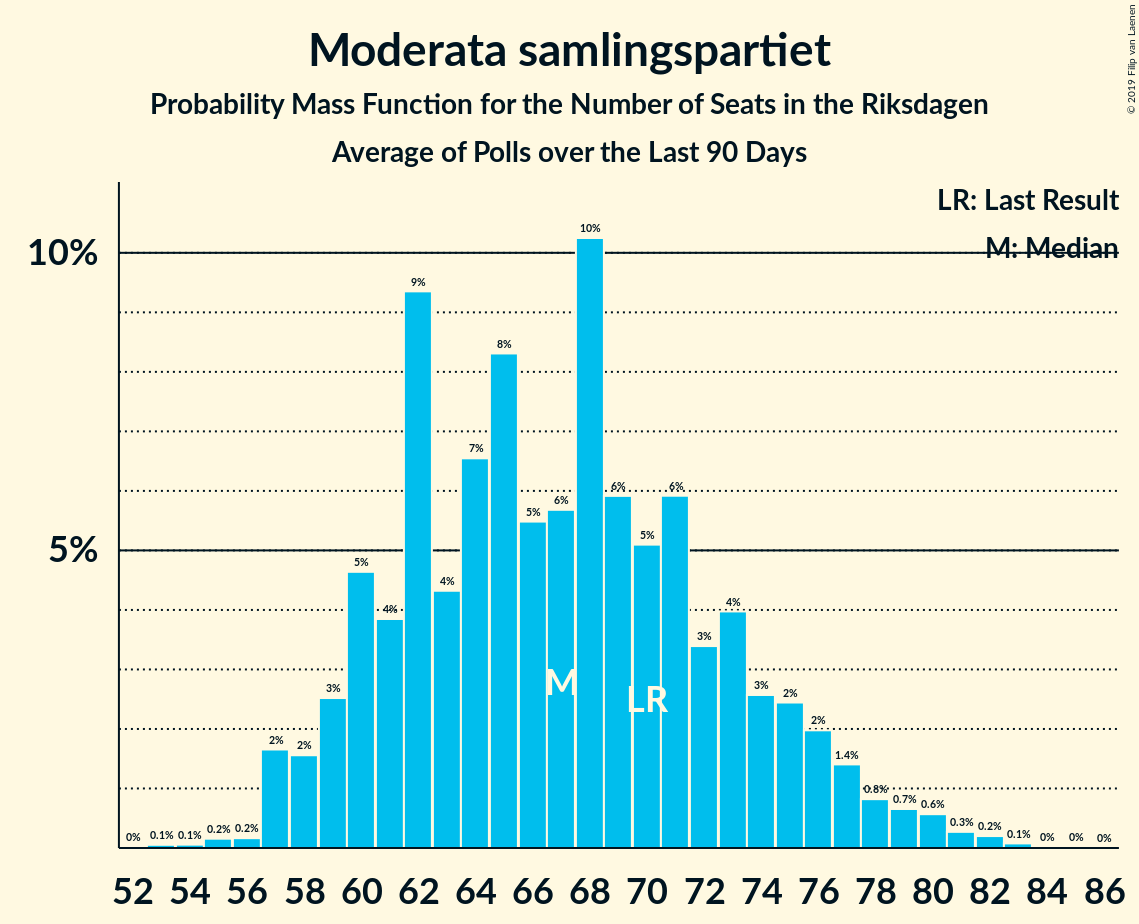 Moderata samlingspartiet
Probability Mass Function for the Number of Seats in the Riksdagen
Average of Polls over the Last 90 Days
© 2019 Filip van Laenen
LR: Last Result
M: Median
10%
5%
0% 0.1% 0.1% 0.2% 0.2% 2% 2% 3% 5% 4% 9% 4% 7% 8% 5% 6% 10% 6% 5% 6% 3% 4% 3% 2% 2% 1.4% 0.8% 0.7% 0.6% 0.3% 0.2% 0.1% 0% 0% 0%
M
LR
52 54 56 58 60 62 64 66 68 70 72 74 76 78 80 82 84 86